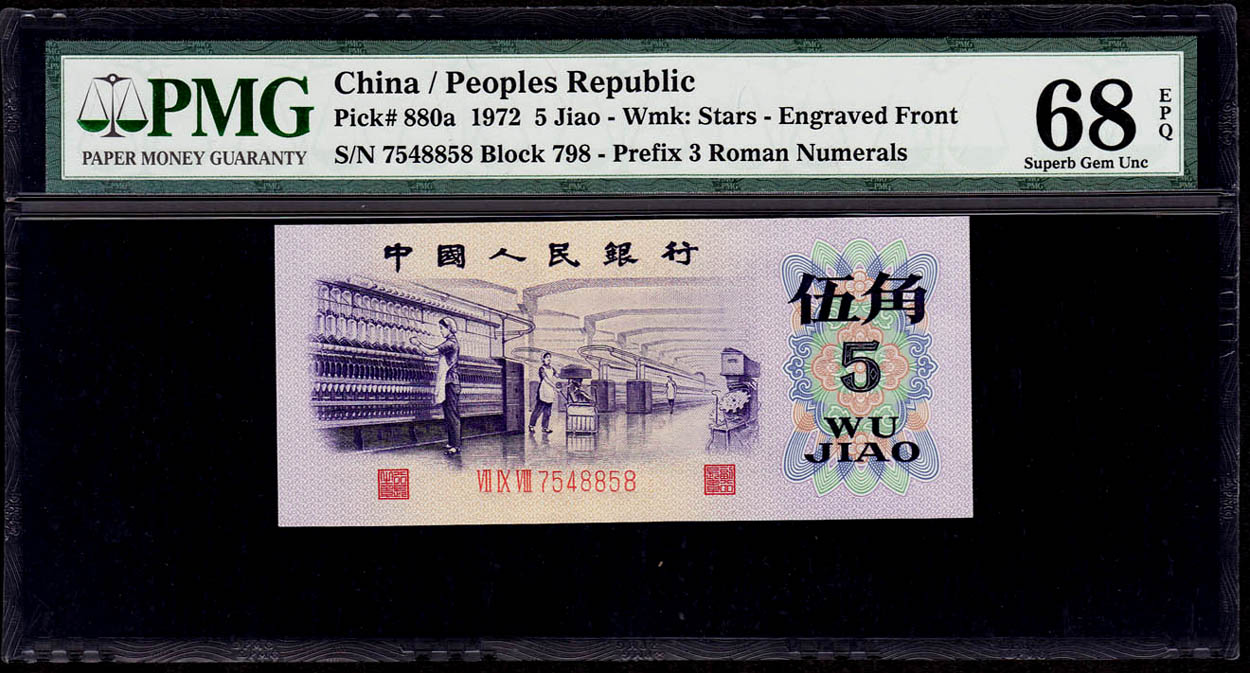 PMG
PAPER MONEY GUARANTY
China / Peoples Republic
Pick# 880a 1972 5 Jiao - Wmk: Stars - Engraved Front
S/N 7548858 Block 798 - Prefix 3 Roman Numerals
68
EPQ
Superb Gem Unc
中國人民銀行
伍角
5
WU
JIAO
VII IX VIII 7548858